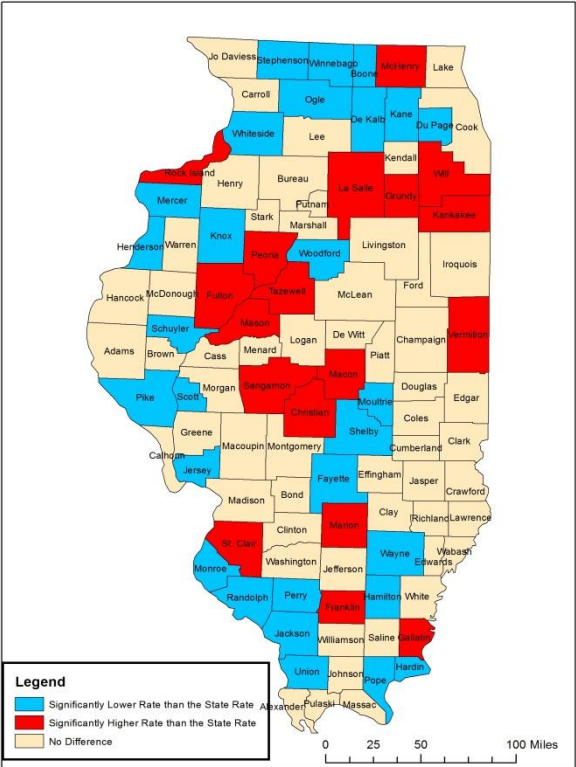 Jo Daviess
Stephenson
Winnebago
Boone
McHenry
Lake
Carroll
Ogle
De Kalb
Kane
Du Page
Cook
Whiteside
Lee
Kendall
Will
Rock Island
Henry
Bureau
La Salle
Grundy
Mercer
Putnam
Kankakee
Stark
Marshall
Henderson
Warren
Knox
Peoria
Woodford
Livingston
Iroquois
Hancock
McDonough
Fulton
Tazewell
McLean
Ford
Schuyler
Mason
Vermilion
Adams
Brown
Cass
Menard
Logan
De Witt
Piatt
Champaign
Pike
Scott
Morgan
Sangamon
Macon
Christian
Moultrie
Douglas
Edgar
Coles
Greene
Macoupin
Montgomery
Shelby
Cumberland
Clark
Calhoun
Jersey
Fayette
Effingham
Jasper
Crawford
Madison
Bond
Clay
Richland
Lawrence
Clinton
Marion
St. Clair
Washington
Jefferson
Wayne
Edwards
Wabash
Monroe
Randolph
Perry
Franklin
Hamilton
White
Jackson
Williamson
Saline
Gallatin
Union
Johnson
Pope
Hardin
Alexander
Pulaski
Massac
Legend
Significantly Lower Rate than the State Rate
Significantly Higher Rate than the State Rate
No Difference
0 25 50 100 Miles